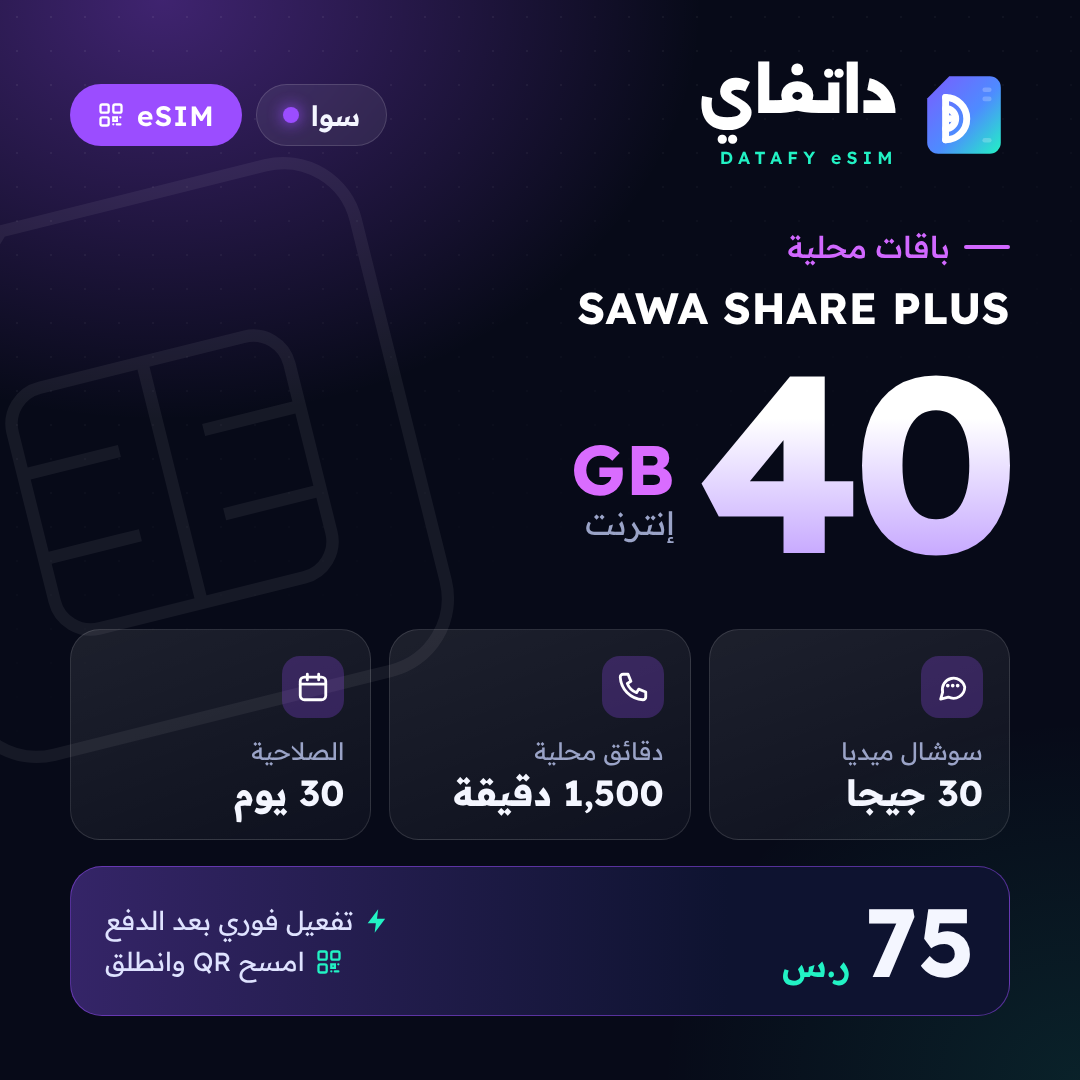 داتفاي
DATAFY eSIM
سوا
eSIM
باقات محلية
SAWA SHARE PLUS
40
GB
إنترنت
سوشال ميديا
30 جيجا
دقائق محلية
1,500 دقيقة
الصلاحية
30 يوم
75 ر.س
تفعيل فوري بعد الدفع
امسح QR وانطلق